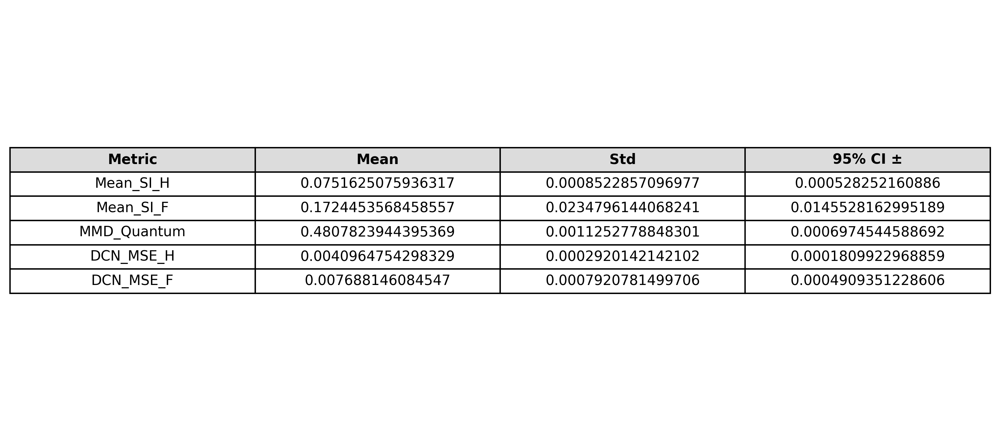 Metric Mean Std 95% CI ±
Mean_SI_H 0.0751625075936317 0.0008522857096977 0.000528252160886
Mean_SI_F 0.1724453568458557 0.0234796144068241 0.0145528162995189
MMD_Quantum 0.4807823944395369 0.0011252778848301 0.0006974544588692
DCN_MSE_H 0.0040964754298329 0.0002920142142102 0.0001809922968859
DCN_MSE_F 0.007688146084547 0.0007920781499706 0.0004909351228606